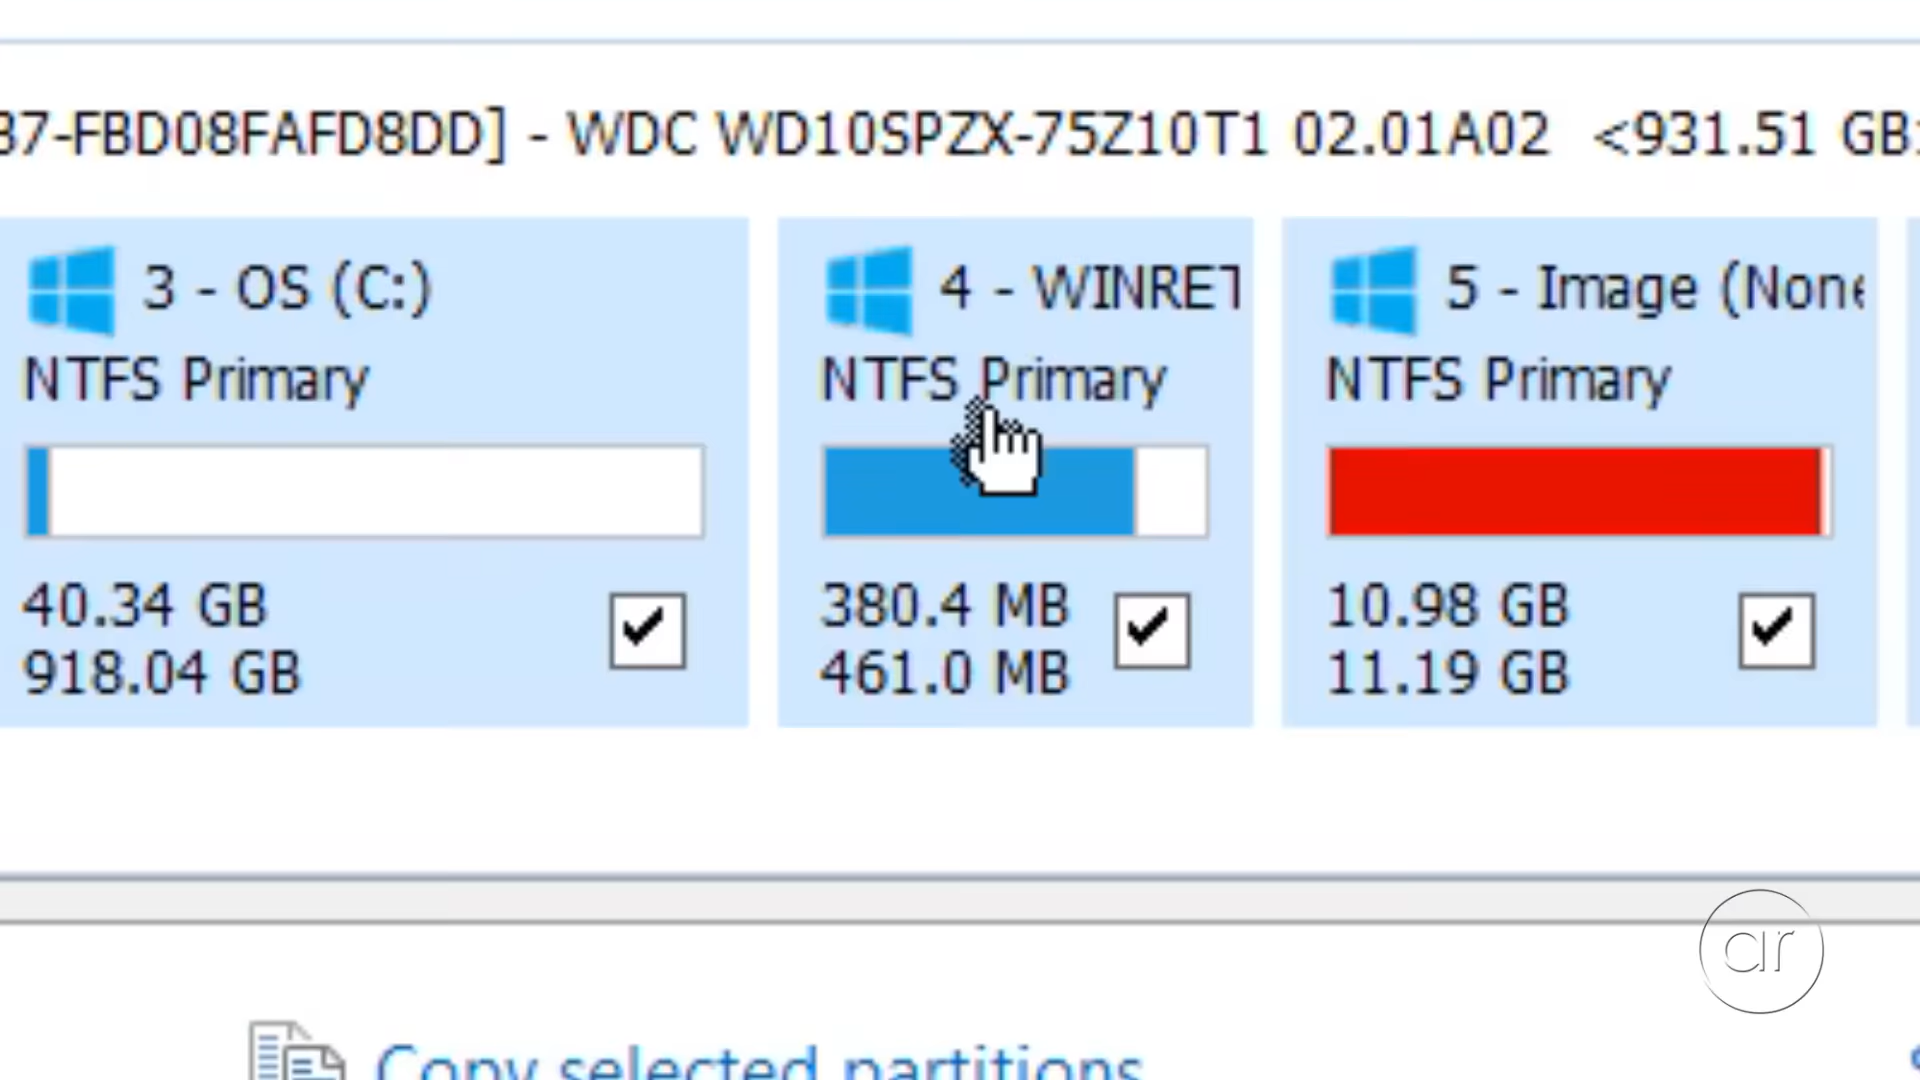 37-FBD08FAFD8DD] - WDC WD10SPZX-75Z10T1 02.01A02 <931.51 GB
3 - OS (C:)
NTFS Primary
40.34 GB
918.04 GB
4 - WINRET
NTFS Primary
380.4 MB
461.0 MB
5 - Image (None
NTFS Primary
10.98 GB
11.19 GB
ar
Copy selected partitions